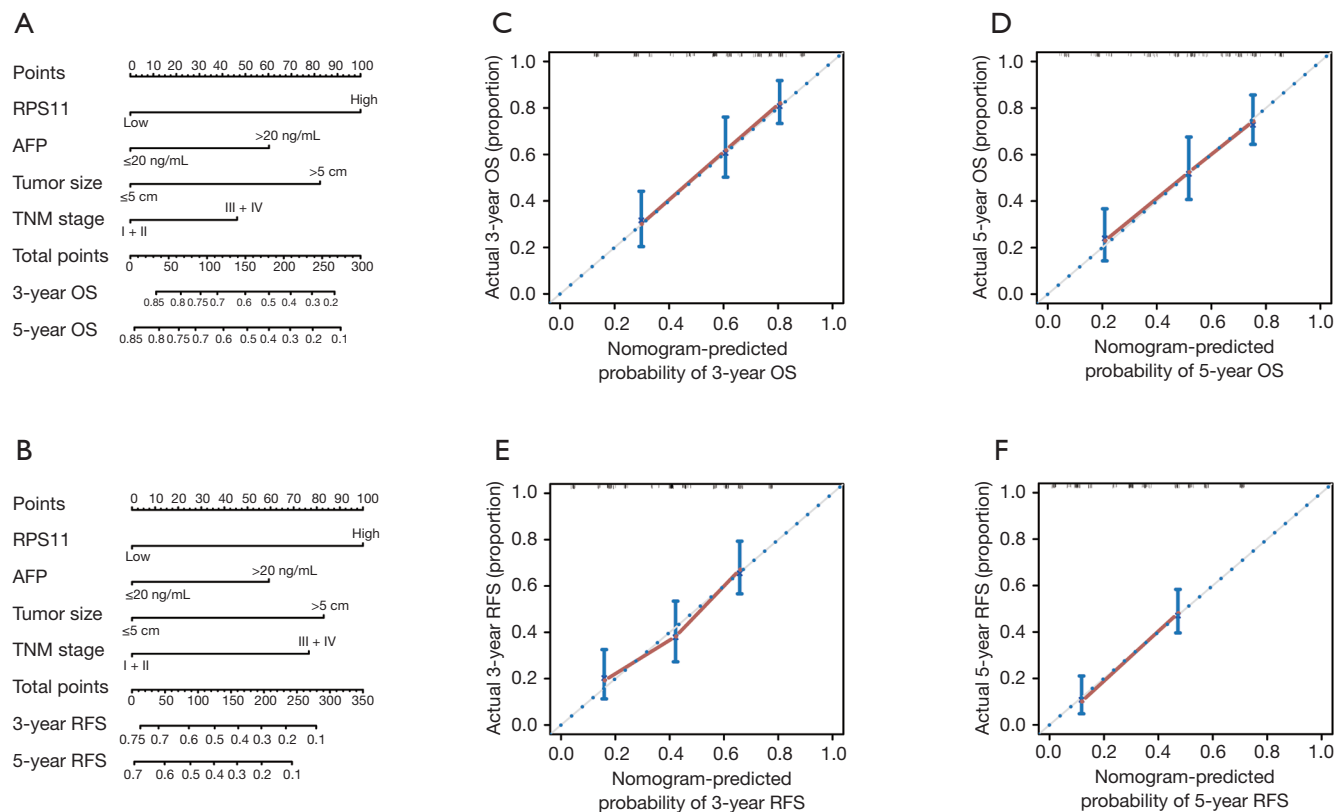 A
Points
0 10 20 30 40 50 60 70 80 90 100
RPS11
Low
High
AFP
≤20 ng/mL
>20 ng/mL
Tumor size
≤5 cm
>5 cm
TNM stage
I + II
III + IV
Total points
0 50 100 150 200 250 300
3-year OS
0.85 0.8 0.75 0.7 0.6 0.5 0.4 0.3 0.2
5-year OS
0.85 0.8 0.75 0.7 0.6 0.5 0.4 0.3 0.2 0.1
C
Actual 3-year OS (proportion)
1.0
0.8
0.6
0.4
0.2
0.0
0.0 0.2 0.4 0.6 0.8 1.0
Nomogram-predicted
probability of 3-year OS
D
Actual 5-year OS (proportion)
1.0
0.8
0.6
0.4
0.2
0.0
0.0 0.2 0.4 0.6 0.8 1.0
Nomogram-predicted
probability of 5-year OS
B
Points
0 10 20 30 40 50 60 70 80 90 100
RPS11
Low
High
AFP
≤20 ng/mL
>20 ng/mL
Tumor size
≤5 cm
>5 cm
TNM stage
I + II
III + IV
Total points
0 50 100 150 200 250 300 350
3-year RFS
0.75 0.7 0.6 0.5 0.4 0.3 0.2 0.1
5-year RFS
0.7 0.6 0.5 0.4 0.3 0.2 0.1
E
Actual 3-year RFS (proportion)
1.0
0.8
0.6
0.4
0.2
0.0
0.0 0.2 0.4 0.6 0.8 1.0
Nomogram-predicted
probability of 3-year RFS
F
Actual 5-year RFS (proportion)
1.0
0.8
0.6
0.4
0.2
0.0
0.0 0.2 0.4 0.6 0.8 1.0
Nomogram-predicted
probability of 5-year RFS